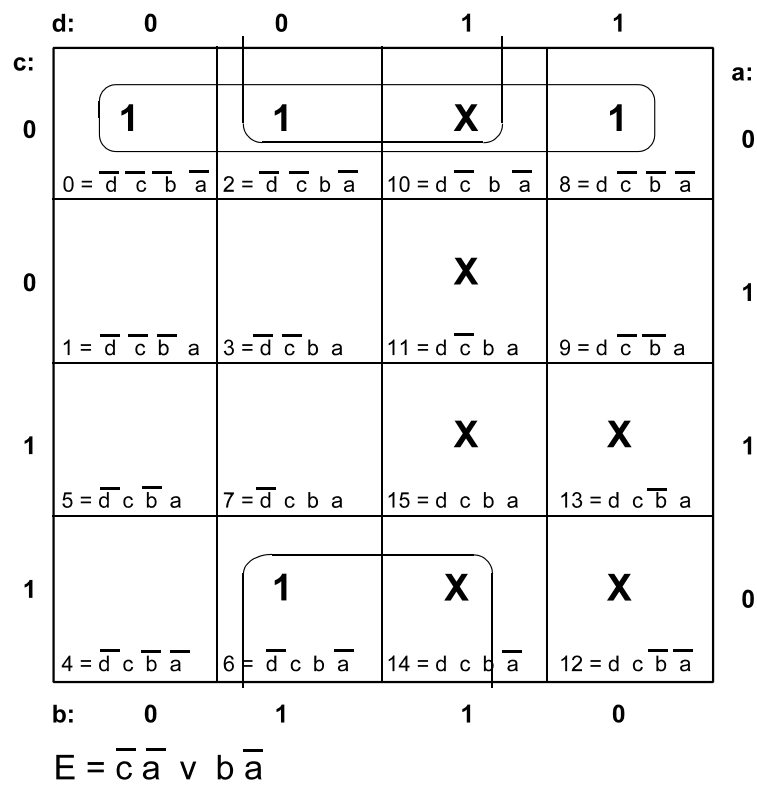 d: 0 0 1 1
c: a:
0 1 1 X 1 0
0 = d̅ c̅ b̅ a̅ 2 = d̅ c̅ b a̅ 10 = d c̅ b a̅ 8 = d c̅ b̅ a̅
0 X 1
1 = d̅ c̅ b̅ a 3 = d̅ c̅ b a 11 = d c̅ b a 9 = d c̅ b̅ a
1 X X 1
5 = d̅ c b̅ a 7 = d̅ c b a 15 = d c b a 13 = d c b̅ a
1 1 X X 0
4 = d̅ c b̅ a̅ 6 = d̅ c b a̅ 14 = d c b a̅ 12 = d c b̅ a̅
b: 0 1 1 0
E = c̅ a̅ v b a̅